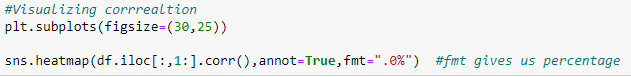 #Visualizing corrrealtion
plt.subplots(figsize=(30,25))
sns.heatmap(df.iloc[:,1:].corr(),annot=True,fmt=".0%")  #fmt gives us percentage